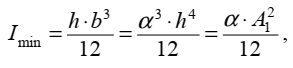 I_min = h·b³/12 = α³·h⁴/12 = α·A₁²/12,